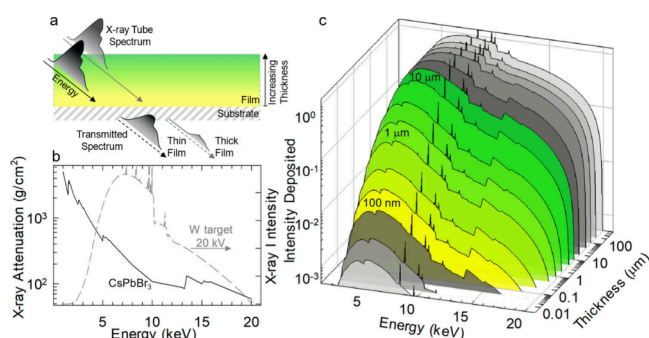 a
X-ray Tube
Spectrum
Energy
Film
Substrate
Increasing
Thickness
Transmitted
Spectrum
Thin
Film
Thick
Film
b
X-ray Attenuation (g/cm²)
10³
10²
W target
20 kV
CsPbBr₃
X-ray I ntensity
5
10
15
20
Energy (keV)
c
Intensity Deposited
10⁰
10⁻¹
10⁻²
10⁻³
10 μm
1 μm
100 nm
5
10
15
20
Energy (keV)
0.01
0.1
1
10
100
Thickness (μm)